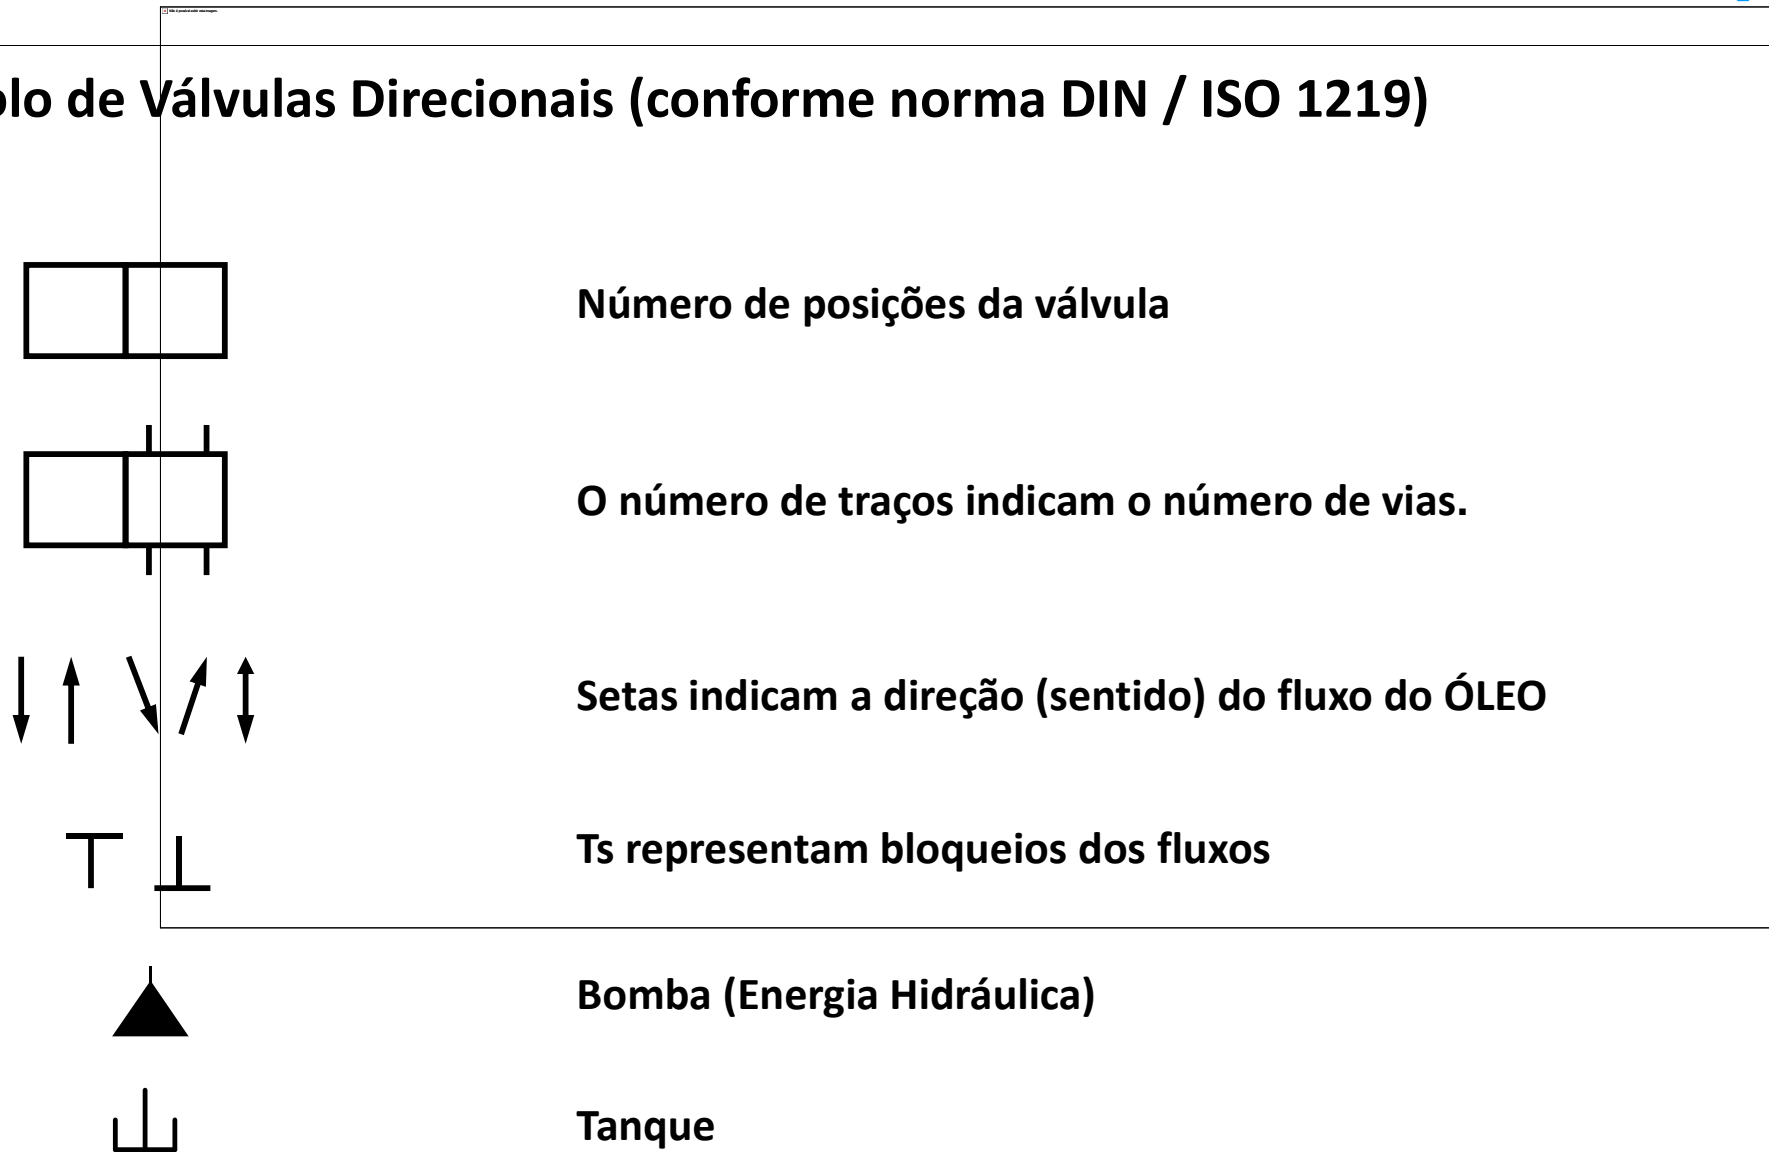 olo de Válvulas Direcionais (conforme norma DIN / ISO 1219)
Número de posições da válvula
O número de traços indicam o número de vias.
Setas indicam a direção (sentido) do fluxo do ÓLEO
Ts representam bloqueios dos fluxos
Bomba (Energia Hidráulica)
Tanque